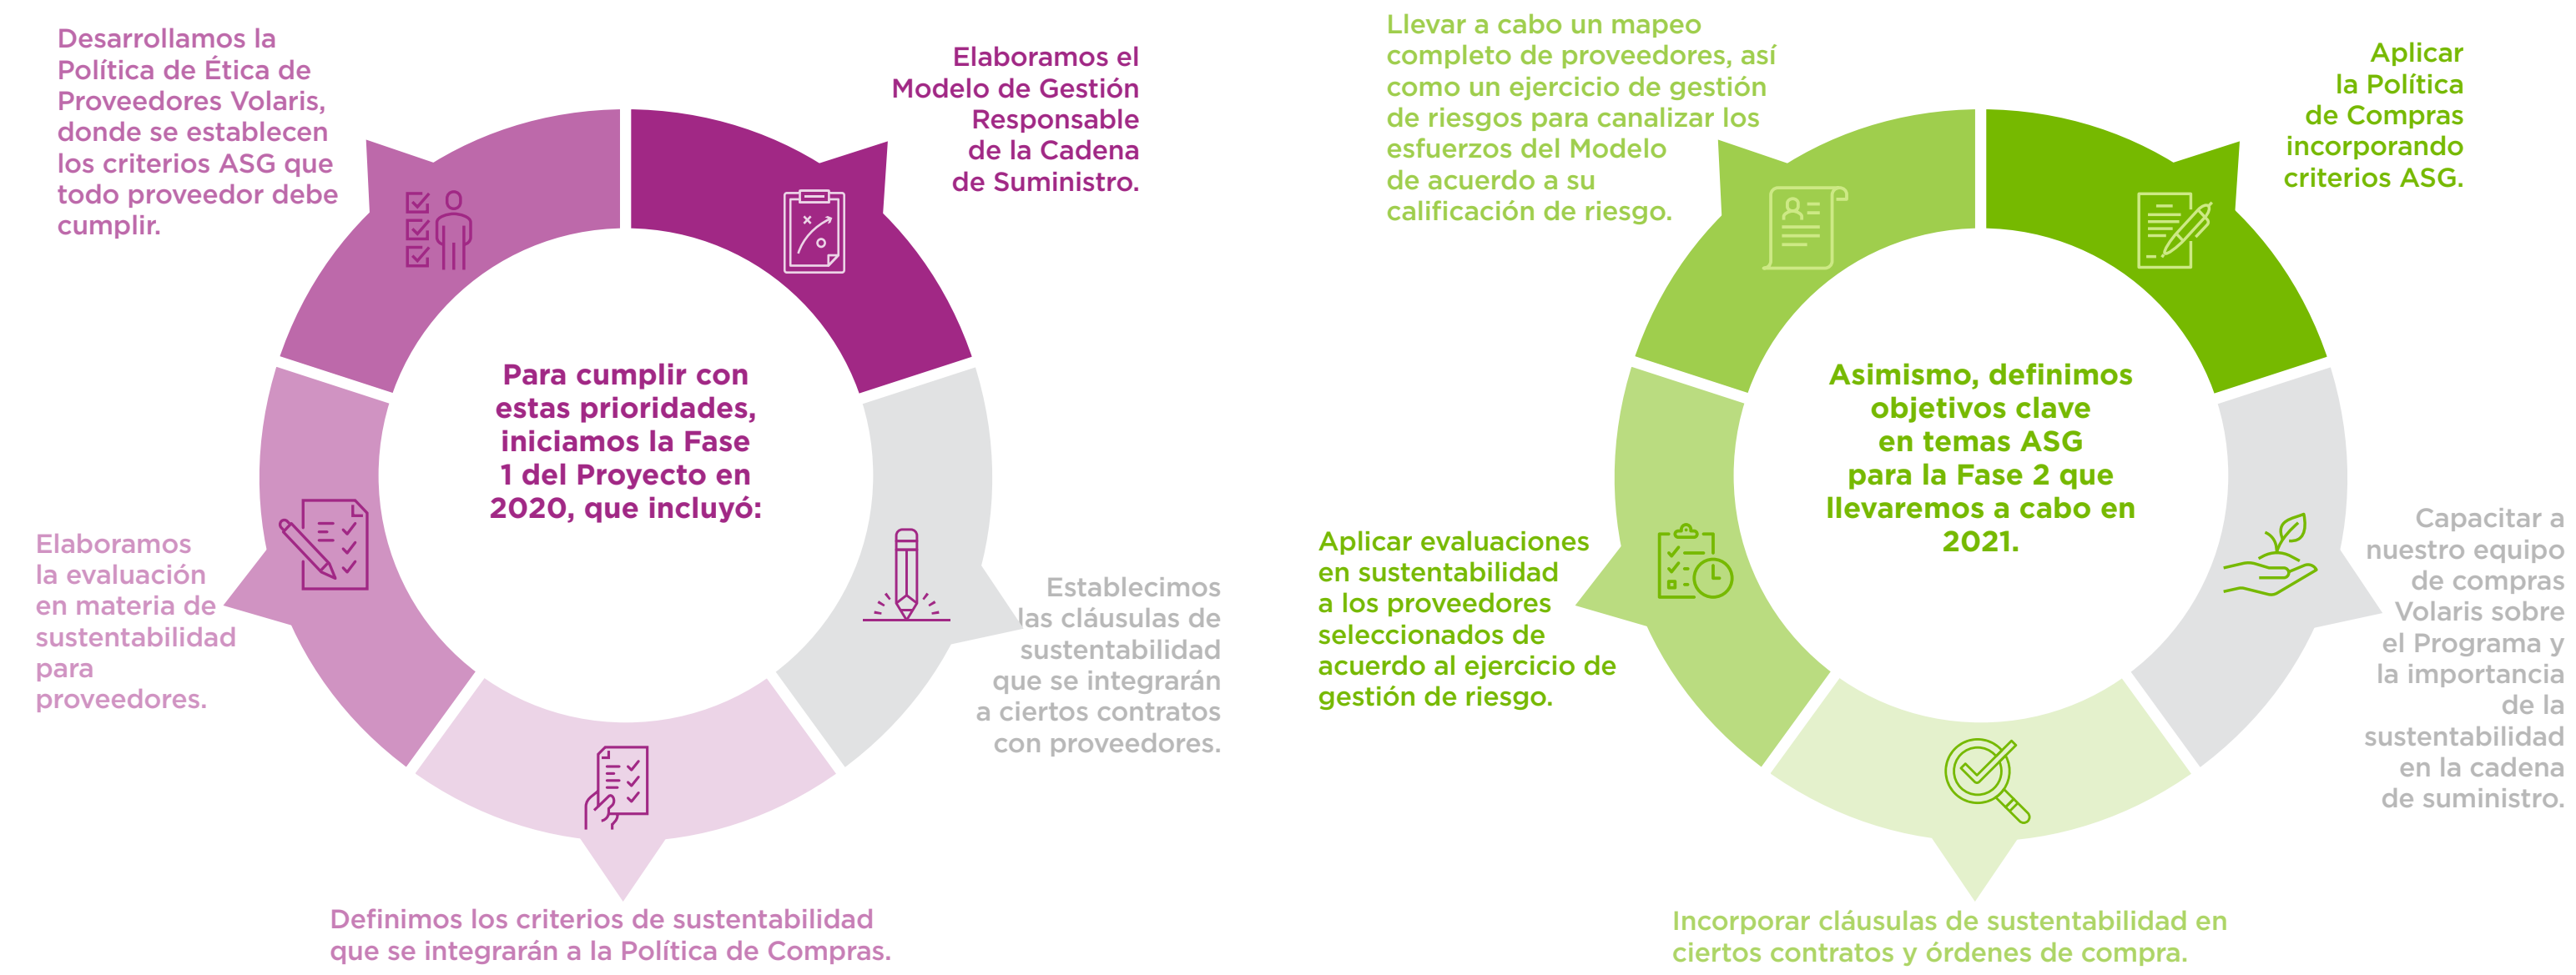 Desarrollamos la
Política de Ética de
Proveedores Volaris,
donde se establecen
los criterios ASG que
todo proveedor debe
cumplir.
Elaboramos el
Modelo de Gestión
Responsable
de la Cadena
de Suministro.
Para cumplir con
estas prioridades,
iniciamos la Fase
1 del Proyecto en
2020, que incluyó:
Elaboramos
la evaluación
en materia de
sustentabilidad
para
proveedores.
Establecimos
las cláusulas de
sustentabilidad
que se integrarán
a ciertos contratos
con proveedores.
Definimos los criterios de sustentabilidad
que se integrarán a la Política de Compras.
Llevar a cabo un mapeo
completo de proveedores, así
como un ejercicio de gestión
de riesgos para canalizar los
esfuerzos del Modelo
de acuerdo a su
calificación de riesgo.
Aplicar
la Política
de Compras
incorporando
criterios ASG.
Asimismo, definimos
objetivos clave
en temas ASG
para la Fase 2 que
llevaremos a cabo en
2021.
Aplicar evaluaciones
en sustentabilidad
a los proveedores
seleccionados de
acuerdo al ejercicio de
gestión de riesgo.
Capacitar a
nuestro equipo
de compras
Volaris sobre
el Programa y
la importancia
de la
sustentabilidad
en la cadena
de suministro.
Incorporar cláusulas de sustentabilidad en
ciertos contratos y órdenes de compra.